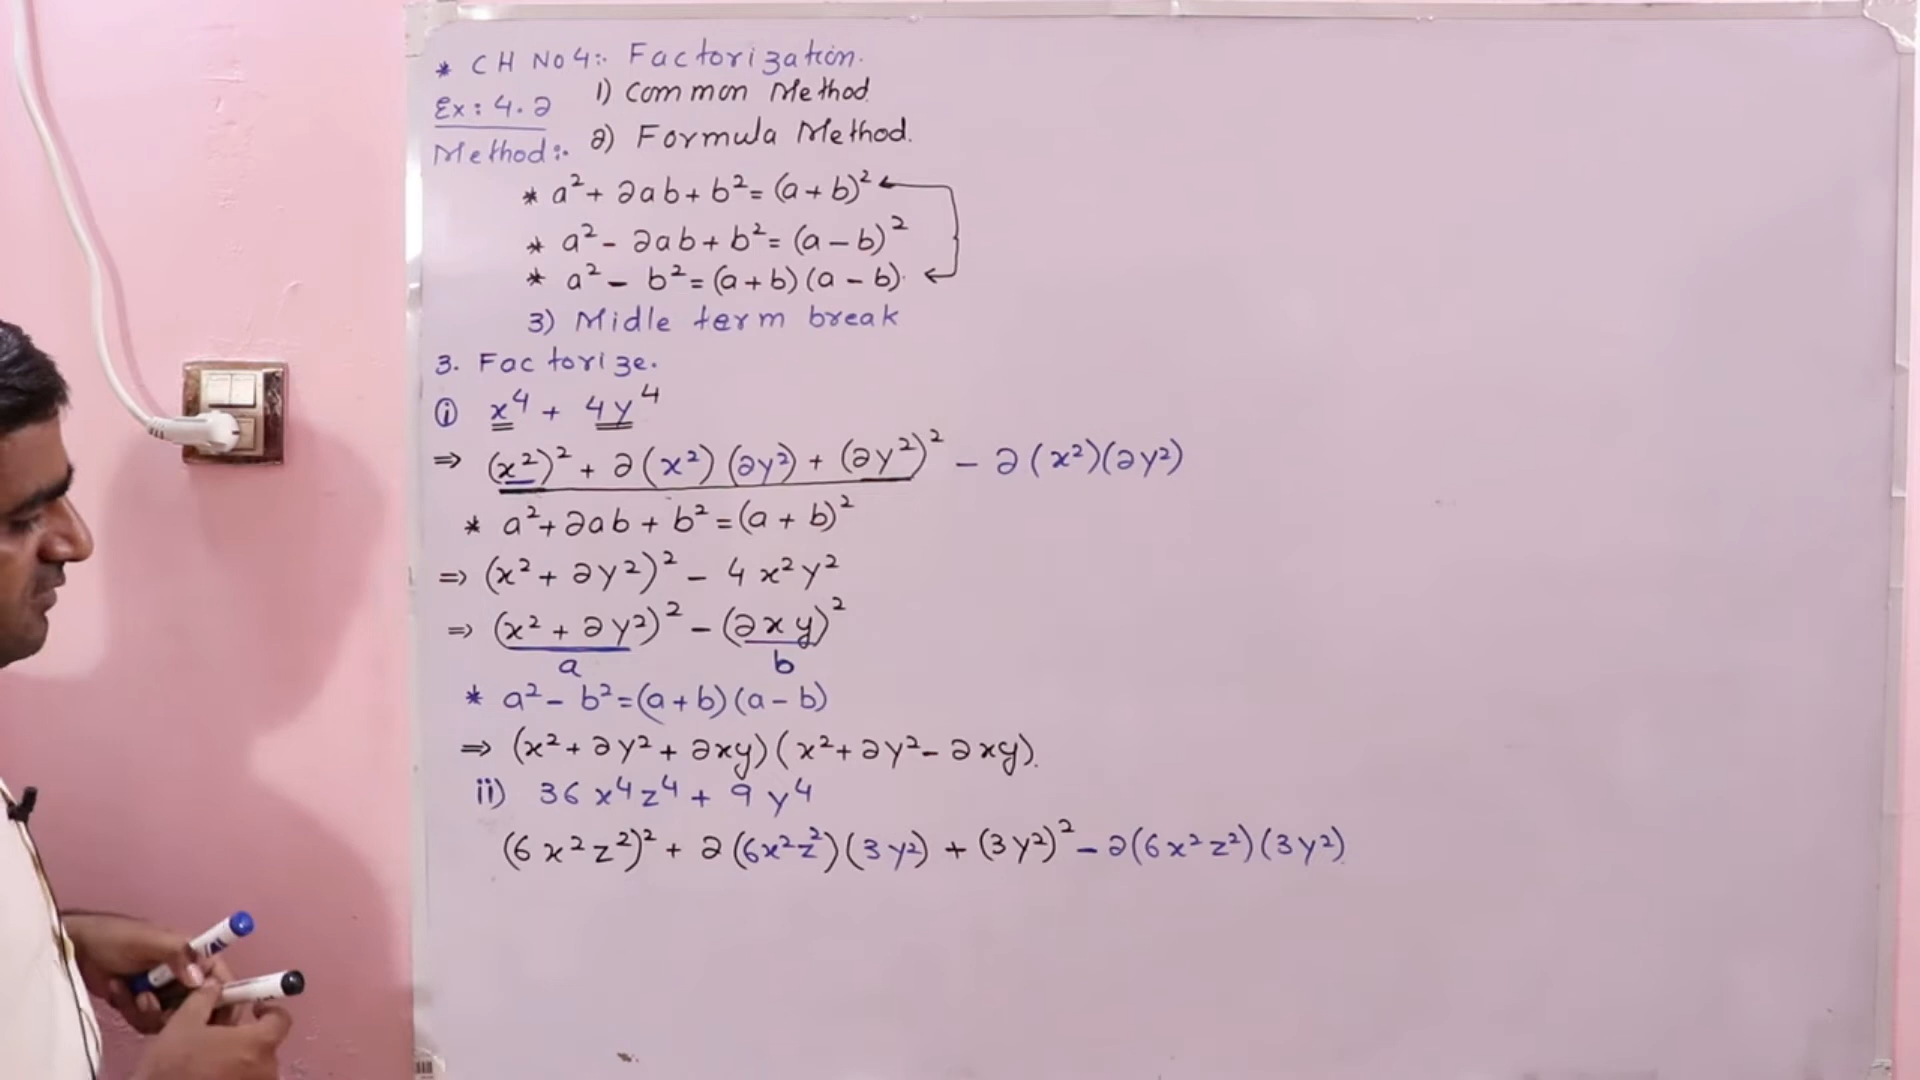 * CH NO 4:. Factorization.
Ex: 4.2 1) Common Method
Method:. 2) Formula Method.
* a² + 2ab + b² = (a + b)²
* a² - 2ab + b² = (a - b)²
* a² - b² = (a + b) (a - b).
3) Midle term break
3. Factorize.
(i) x⁴ + 4y⁴
⇒ (x²)² + 2(x²)(2y²) + (2y²)² - 2(x²)(2y²)
* a² + 2ab + b² = (a + b)²
⇒ (x² + 2y²)² - 4x²y²
⇒ (x² + 2y²)² - (2xy)²
a b
* a² - b² = (a + b)(a - b)
⇒ (x² + 2y² + 2xy)(x² + 2y² - 2xy).
ii) 36x⁴z⁴ + 9y⁴
(6x²z²)² + 2(6x²z²)(3y²) + (3y²)² - 2(6x²z²)(3y²)